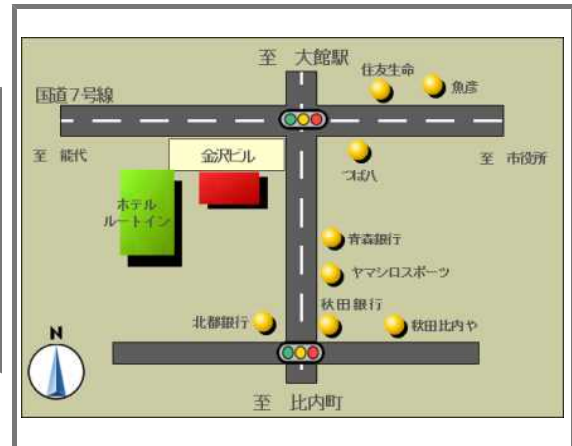 至 大館駅
住友生命
魚彦
国道7号線
至 能代
金沢ビル
つぼ八
至 市役所
ホテル
ルートイン
青森銀行
ヤマシロスポーツ
秋田銀行
北都銀行
秋田比内や
N
至 比内町